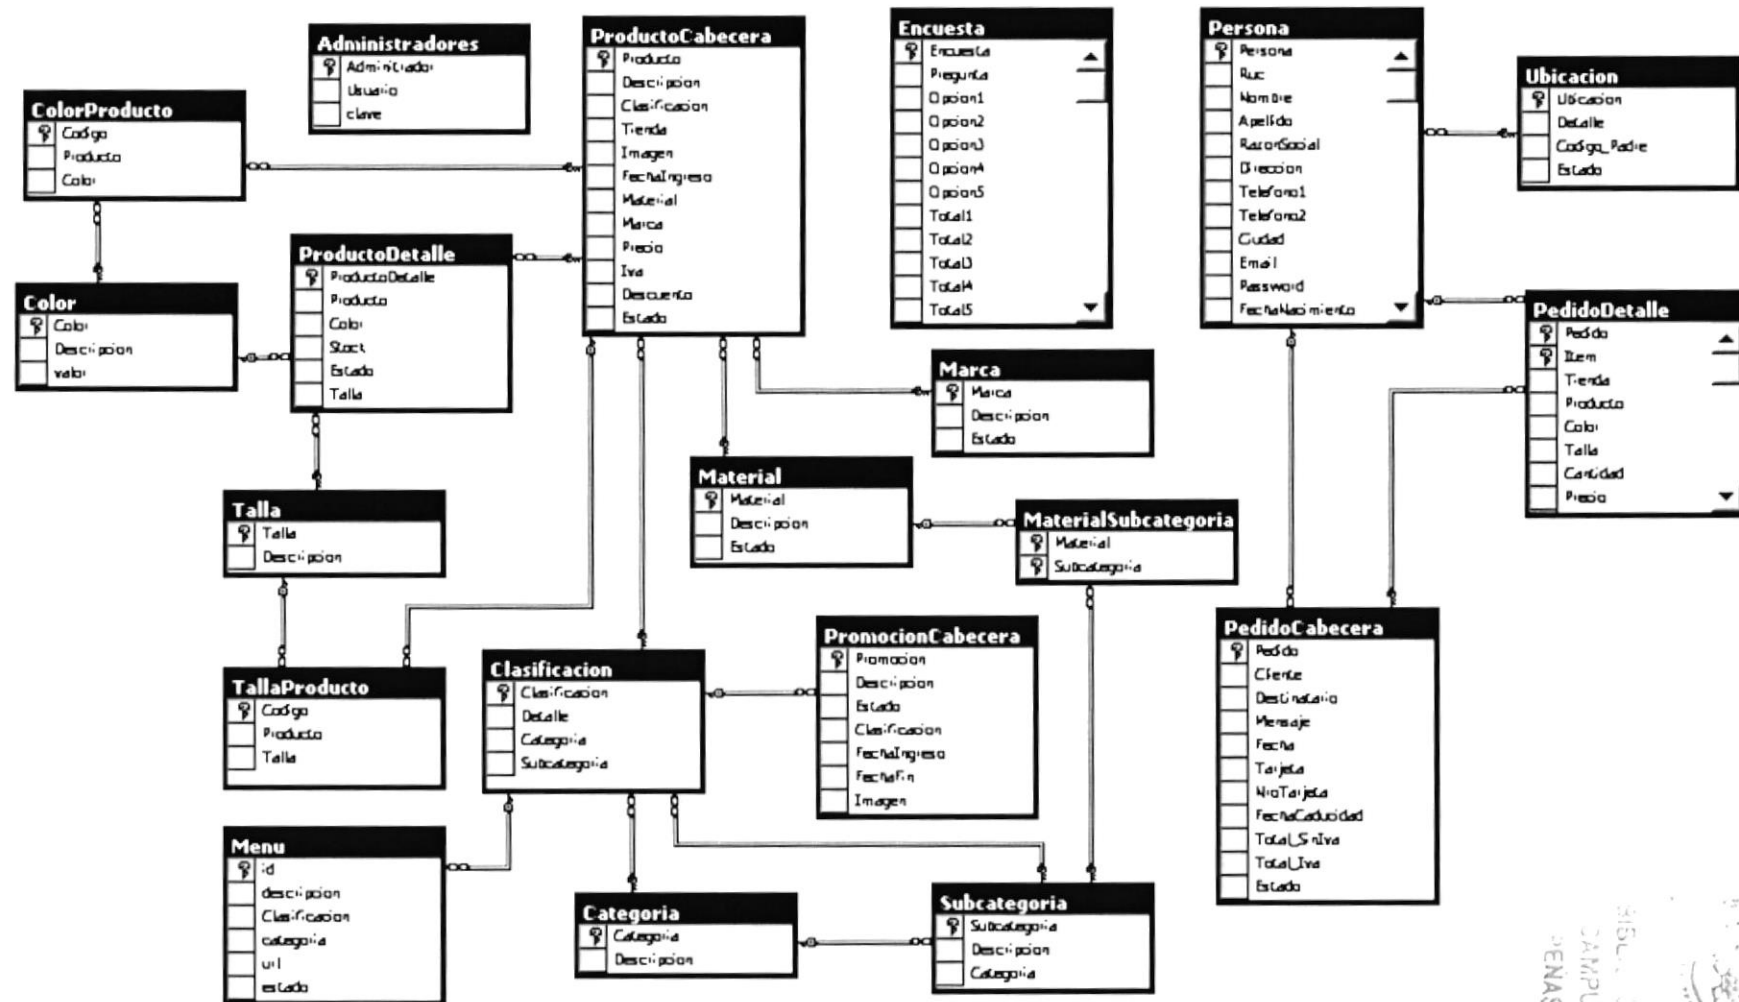 Administradores
Administrador
Usuario
clave
ColorProducto
Codigo
Producto
Color
Color
Color
Descripcion
valor
ProductoDetalle
ProductoDetalle
Producto
Color
Stock
Estado
Talla
Talla
Talla
Descripcion
TallaProducto
Codigo
Producto
Talla
Menu
id
descripcion
Clasificacion
categoria
url
estado
ProductoCabecera
Producto
Descripcion
Clasificacion
Tienda
Imagen
FechaIngreso
Material
Marca
Precio
Iva
Descuento
Estado
Clasificacion
Clasificacion
Detalle
Categoria
Subcategoria
Categoria
Categoria
Descripcion
Material
Material
Descripcion
Estado
PromocionCabecera
Promocion
Descripcion
Estado
Clasificacion
FechaIngreso
FechaFin
Imagen
Encuesta
Encuesta
Pregunta
Opcion1
Opcion2
Opcion3
Opcion4
Opcion5
Total1
Total2
Total3
Total4
Total5
Marca
Marca
Descripcion
Estado
MaterialSubcategoria
Material
Subcategoria
Subcategoria
Subcategoria
Descripcion
Categoria
Persona
Persona
Ruc
Nombre
Apellido
RazonSocial
Direccion
Telefono1
Telefono2
Ciudad
Email
Password
FechaNacimiento
Ubicacion
Ubicacion
Detalle
Codigo_Padre
Estado
PedidoDetalle
Pedido
Item
Tienda
Producto
Color
Talla
Cantidad
Precio
PedidoCabecera
Pedido
Cliente
Destinatario
Mensaje
Fecha
Tarjeta
NroTarjeta
FechaCaducidad
Total_SinIva
Total_Iva
Estado